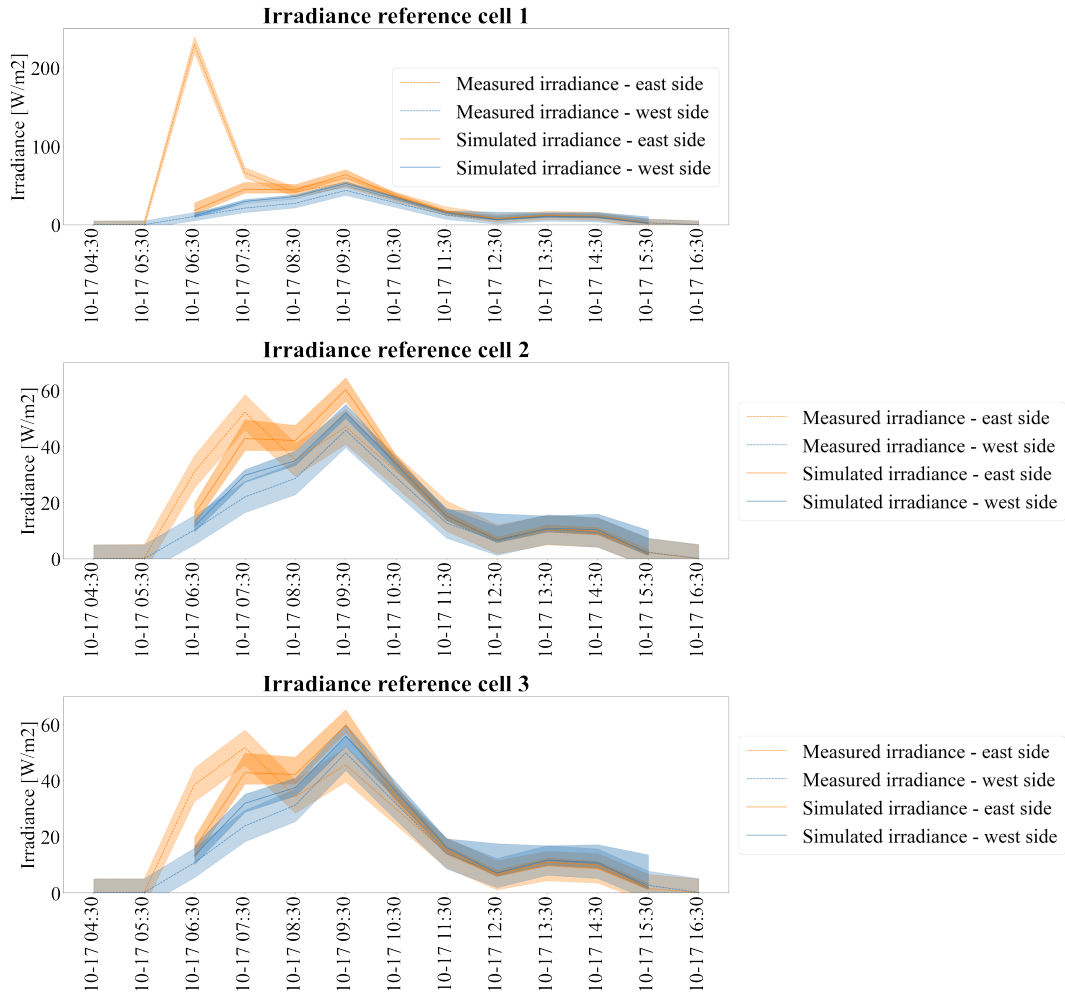 Irradiance reference cell 1
Irradiance [W/m2]
200
100
0
Measured irradiance - east side
Measured irradiance - west side
Simulated irradiance - east side
Simulated irradiance - west side
10-17 04:30
10-17 05:30
10-17 06:30
10-17 07:30
10-17 08:30
10-17 09:30
10-17 10:30
10-17 11:30
10-17 12:30
10-17 13:30
10-17 14:30
10-17 15:30
10-17 16:30
Irradiance reference cell 2
Irradiance [W/m2]
60
40
20
0
Measured irradiance - east side
Measured irradiance - west side
Simulated irradiance - east side
Simulated irradiance - west side
10-17 04:30
10-17 05:30
10-17 06:30
10-17 07:30
10-17 08:30
10-17 09:30
10-17 10:30
10-17 11:30
10-17 12:30
10-17 13:30
10-17 14:30
10-17 15:30
10-17 16:30
Irradiance reference cell 3
Irradiance [W/m2]
60
40
20
0
Measured irradiance - east side
Measured irradiance - west side
Simulated irradiance - east side
Simulated irradiance - west side
10-17 04:30
10-17 05:30
10-17 06:30
10-17 07:30
10-17 08:30
10-17 09:30
10-17 10:30
10-17 11:30
10-17 12:30
10-17 13:30
10-17 14:30
10-17 15:30
10-17 16:30